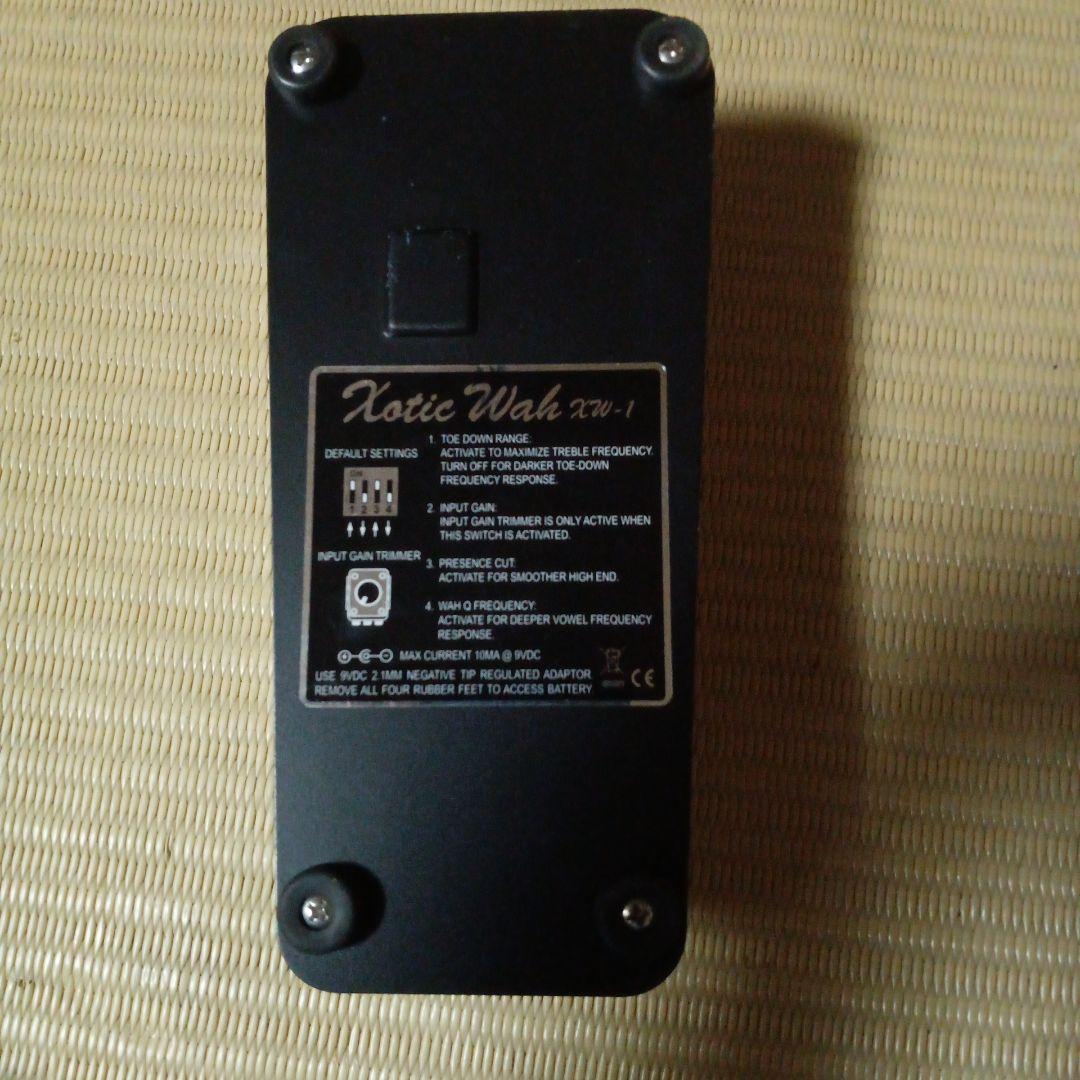 Xotic Wah XW-1
DEFAULT SETTINGS
ON
1 2 3 4
INPUT GAIN TRIMMER
1. TOE DOWN RANGE:
ACTIVATE TO MAXIMIZE TREBLE FREQUENCY.
TURN OFF FOR DARKER TOE-DOWN
FREQUENCY RESPONSE.
2. INPUT GAIN:
INPUT GAIN TRIMMER IS ONLY ACTIVE WHEN
THIS SWITCH IS ACTIVATED.
3. PRESENCE CUT:
ACTIVATE FOR SMOOTHER HIGH END.
4. WAH Q FREQUENCY:
ACTIVATE FOR DEEPER VOWEL FREQUENCY
RESPONSE.
MAX CURRENT 10MA @ 9VDC
USE 9VDC 2.1MM NEGATIVE TIP REGULATED ADAPTOR
REMOVE ALL FOUR RUBBER FEET TO ACCESS BATTERY
CE